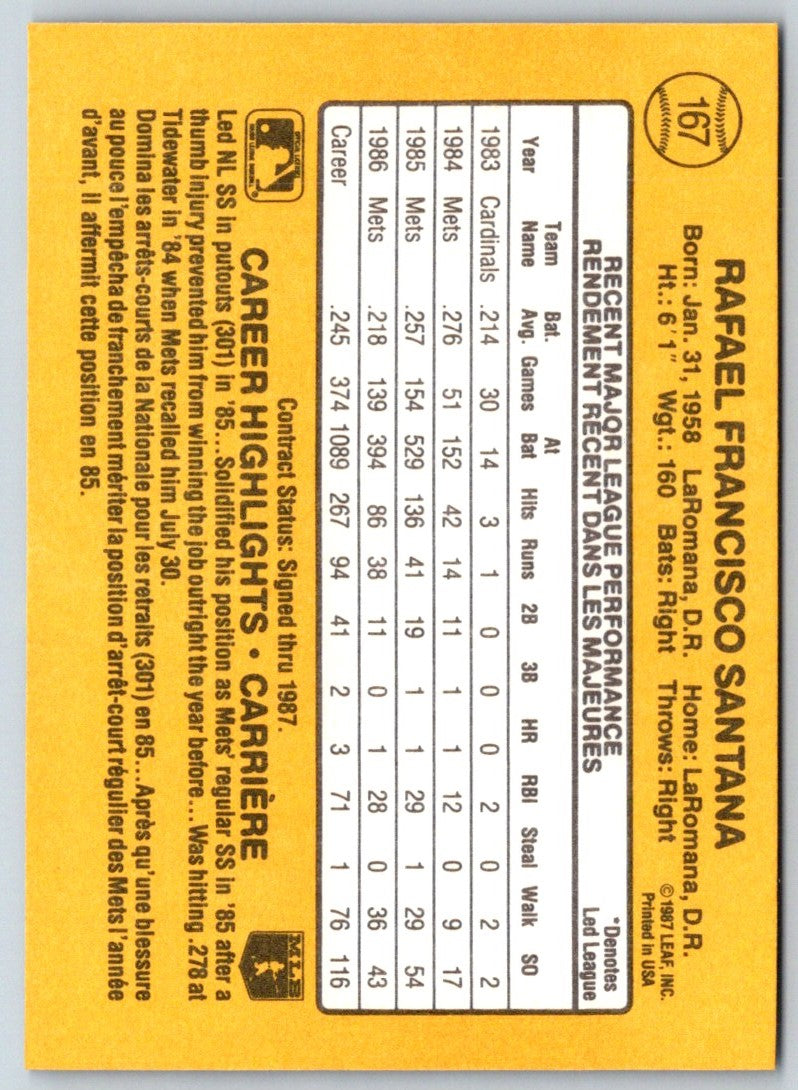 167
RAFAEL FRANCISCO SANTANA
Born: Jan. 31, 1958 LaRomana, D.R. Home: LaRomana, D.R.
Ht.: 6'1" Wgt.: 160 Bats: Right Throws: Right
©1987 LEAF, INC.
Printed in USA
RECENT MAJOR LEAGUE PERFORMANCE
RENDEMENT RÉCENT DANS LES MAJEURES
*Denotes
Led League
Year Team Name Bat. Avg. Games At Bat Hits Runs 2B 3B HR RBI Steal Walk SO
1983 Cardinals .214 30 14 3 1 0 0 0 2 0 2 2
1984 Mets .276 51 152 42 14 11 1 1 12 0 9 17
1985 Mets .257 154 529 136 41 19 1 1 29 1 29 54
1986 Mets .218 139 394 86 38 11 0 1 28 0 36 43
Career .245 374 1089 267 94 41 2 3 71 1 76 116
Contract Status: Signed thru 1987.
CAREER HIGHLIGHTS • CARRIÈRE
MLB
Led NL SS in putouts (301) in '85...Solidified his position as Mets' regular SS in '85 after a
thumb injury prevented him from winning the job outright the year before...Was hitting .278 at
Tidewater in '84 when Mets recalled him July 30.
Domina les arrêts-courts de la Nationale pour les retraits (301) en 85...Après qu'une blessure
au pouce l'empêcha de franchement mériter la position d'arrêt-court régulier des Mets l'année
d'avant, il affermit cette position en 85.